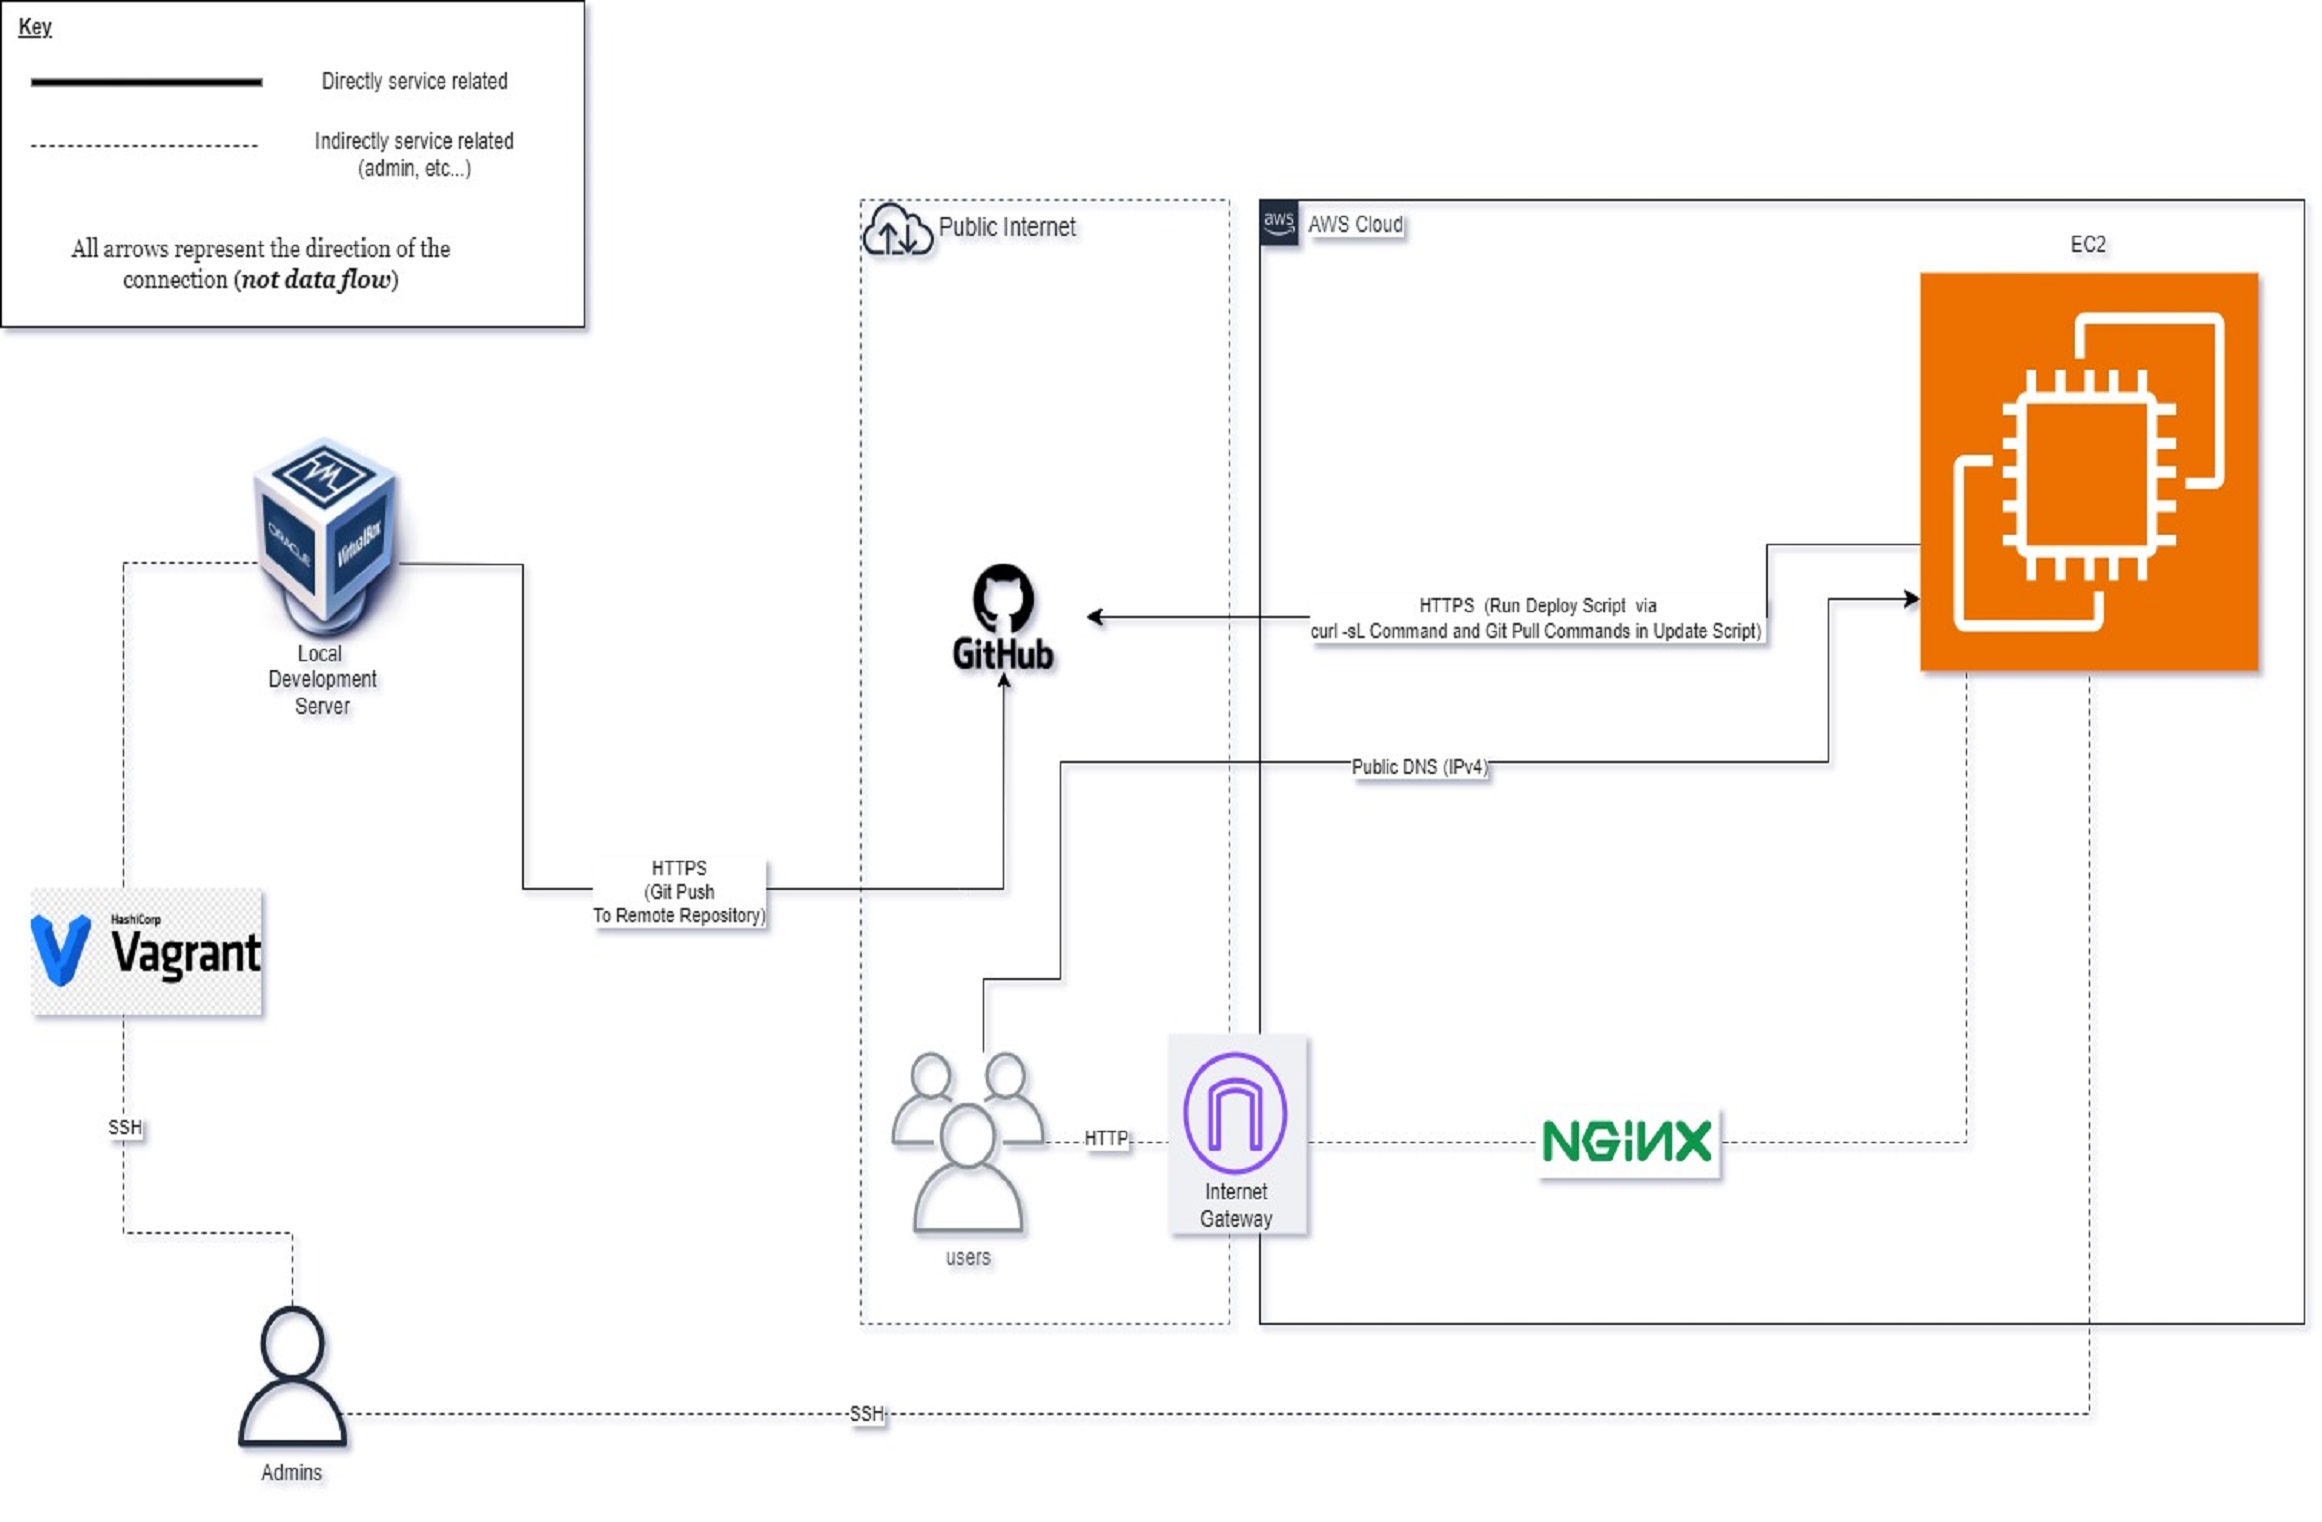 Key
Directly service related
Indirectly service related
(admin, etc...)
All arrows represent the direction of the
connection (not data flow)
Public Internet
aws
AWS Cloud
EC2
ORACLE
VirtualBox
Local
Development
Server
GitHub
HTTPS (Run Deploy Script via
curl -sL Command and Git Pull Commands in Update Script)
Public DNS (IPv4)
HTTPS
(Git Push
To Remote Repository)
HashiCorp
Vagrant
SSH
HTTP
Internet
Gateway
NGiNX
users
SSH
Admins